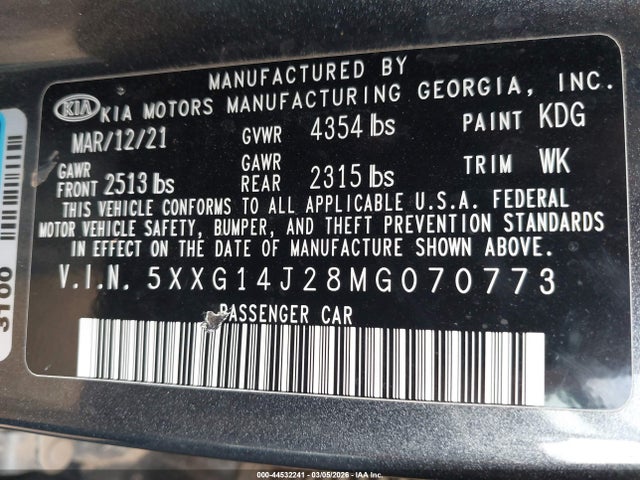 MANUFACTURED BY
KIA KIA MOTORS MANUFACTURING GEORGIA, INC.
MAR/12/21 GVWR 4354 lbs PAINT KDG
GAWR FRONT 2513 lbs GAWR REAR 2315 lbs TRIM WK
THIS VEHICLE CONFORMS TO ALL APPLICABLE U.S.A. FEDERAL
MOTOR VEHICLE SAFETY, BUMPER, AND THEFT PREVENTION STANDARDS
IN EFFECT ON THE DATE OF MANUFACTURE SHOWN ABOVE.
V.I.N. 5XXG14J28MG070773
PASSENGER CAR
3100
000-44532241 - 03/05/2026 - IAA Inc.